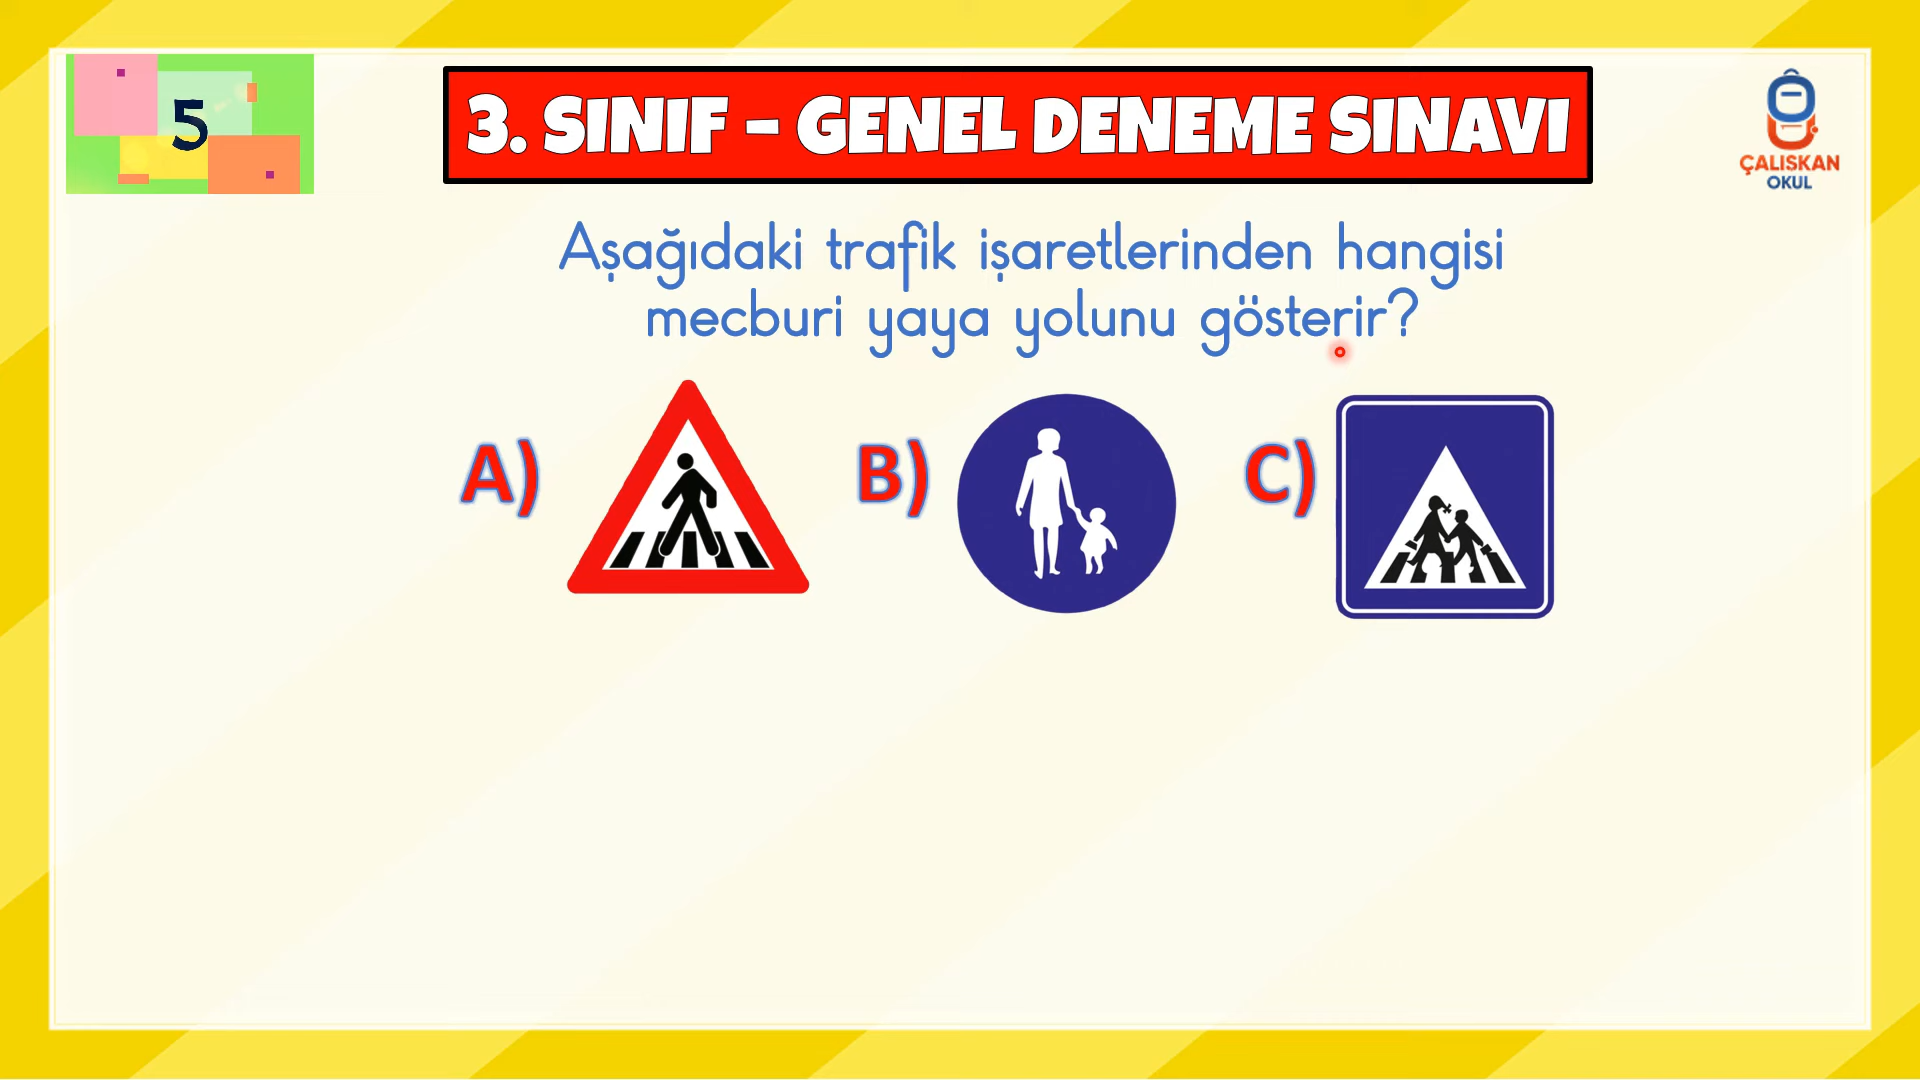 5
3. SINIF - GENEL DENEME SINAVI
ÇALIŞKAN
OKUL
Aşağıdaki trafik işaretlerinden hangisi
mecburi yaya yolunu gösterir?
A)
B)
C)